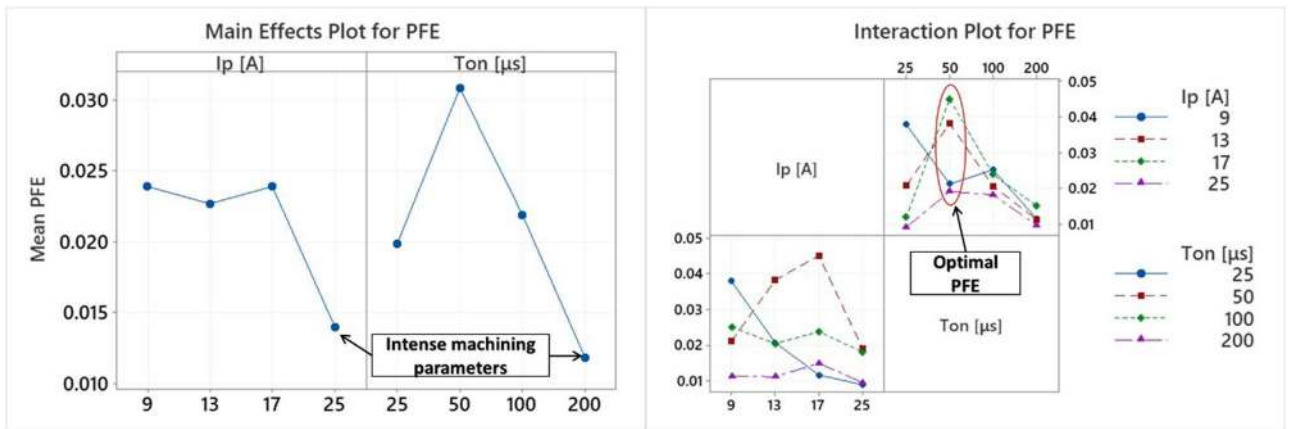 Main Effects Plot for PFE
Ip [A]
Ton [µs]
Mean PFE
0.030
0.025
0.020
0.015
0.010
9 13 17 25
25 50 100 200
Intense machining
parameters
Interaction Plot for PFE
25 50 100 200
Ip [A]
0.05
0.04
0.03
0.02
0.01
Ip [A]
9
13
17
25
0.05
0.04
0.03
0.02
0.01
9 13 17 25
Optimal
PFE
Ton [µs]
Ton [µs]
25
50
100
200